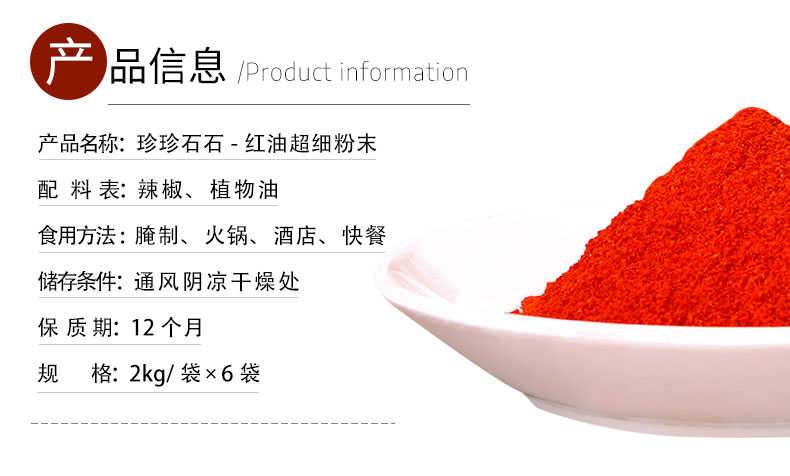 产品信息 /Product information
产品名称: 珍珍石石 - 红油超细粉末
配 料 表: 辣椒、植物油
食用方法: 腌制、火锅、酒店、快餐
储存条件: 通风阴凉干燥处
保 质 期: 12 个月
规 格: 2kg/ 袋×6 袋